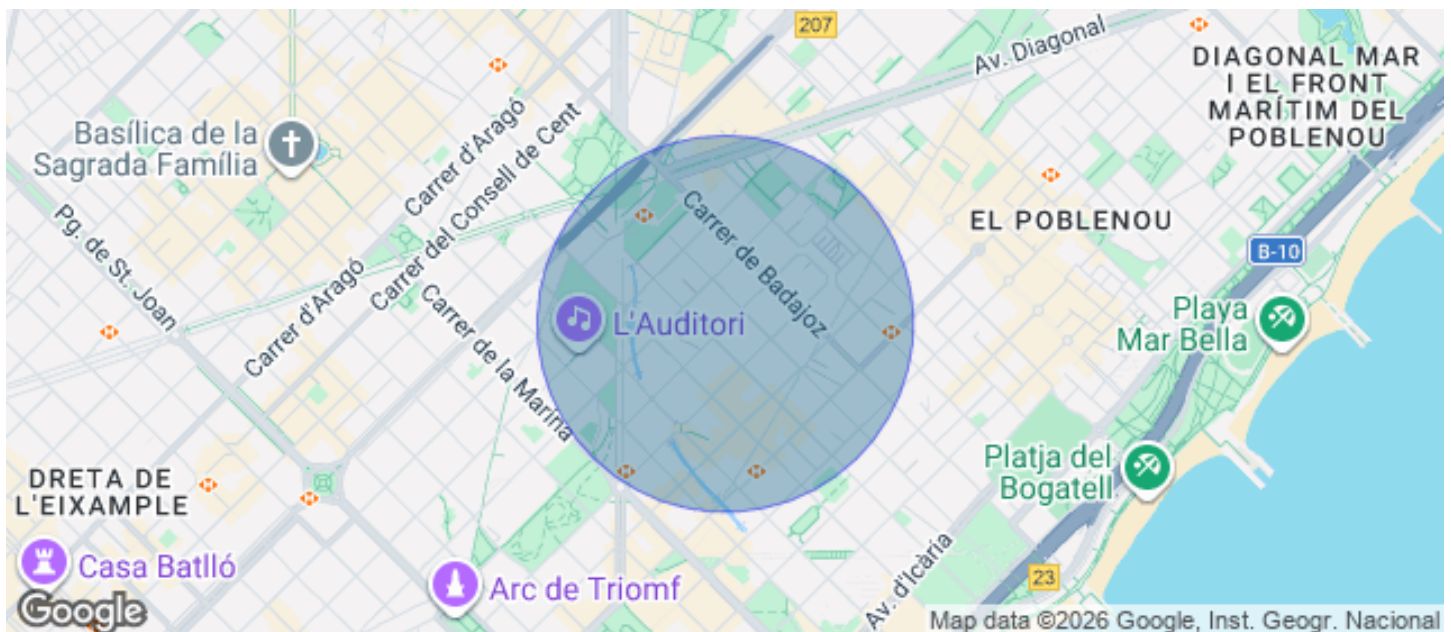 207
Av. Diagonal
DIAGONAL MAR
I EL FRONT
MARÍTIM DEL
POBLENOU
Basílica de la
Sagrada Família
Carrer d'Aragó
Carrer del Consell de Cent
Pg. de St. Joan
Carrer de Badajoz
EL POBLENOU
B-10
Carrer d'Aragó
Carrer de la Marina
L'Auditori
Playa
Mar Bella
Platja del
Bogatell
DRETA DE
L'EIXAMPLE
Casa Batlló
Arc de Triomf
Av. d'Icària
23
Google
Map data ©2026 Google, Inst. Geogr. Nacional